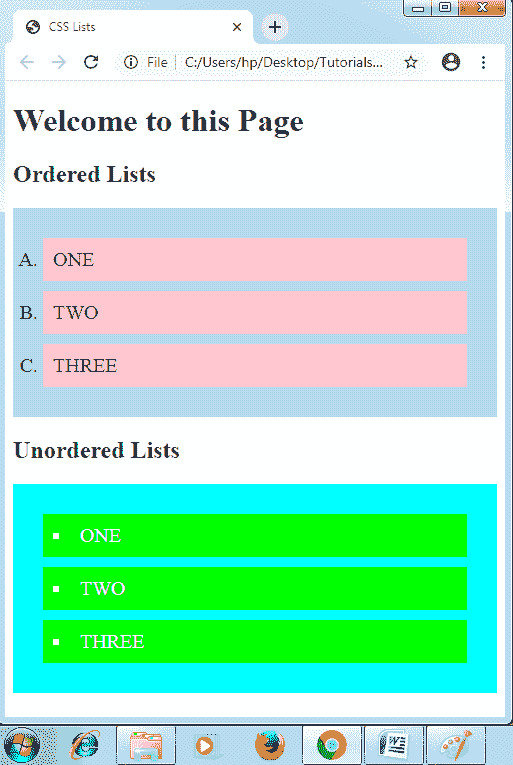 CSS Lists
File C:/Users/hp/Desktop/Tutorials...
Welcome to this Page
Ordered Lists
A. ONE
B. TWO
C. THREE
Unordered Lists
▪ ONE
▪ TWO
▪ THREE